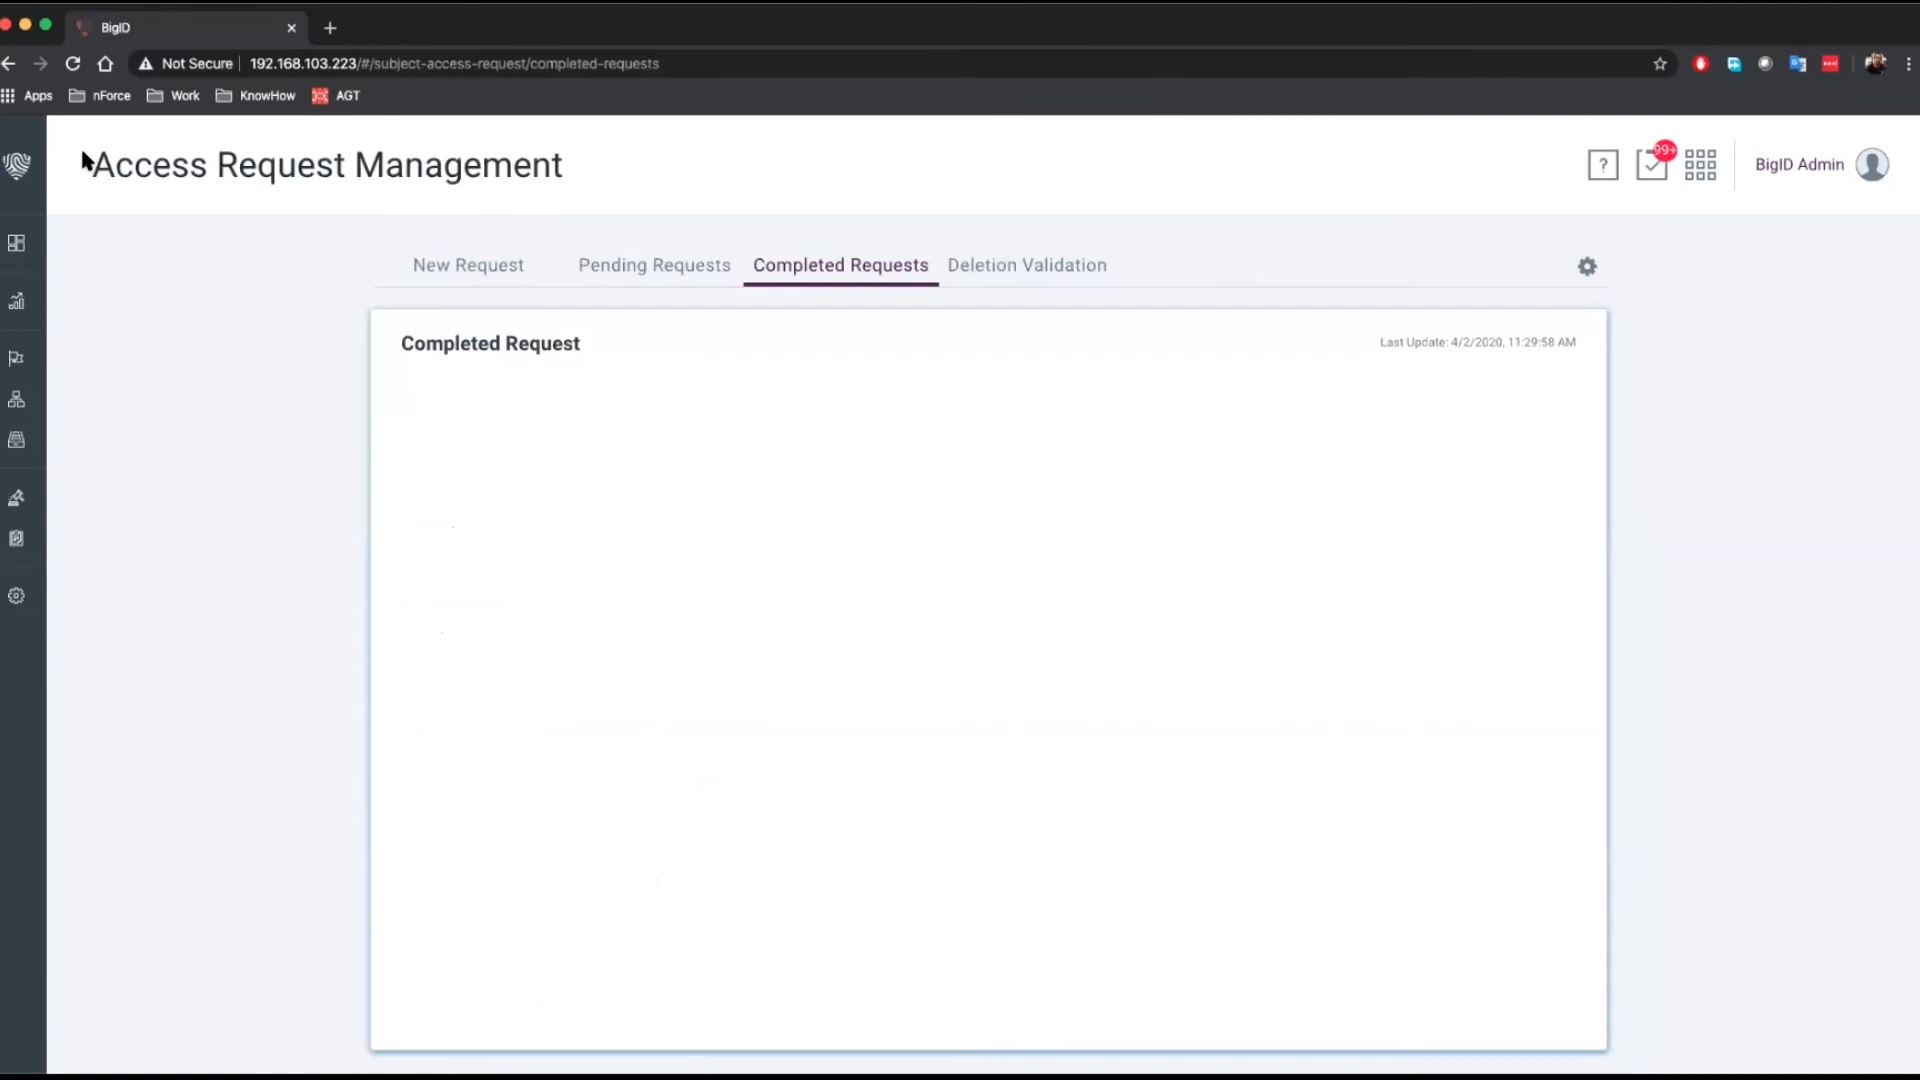 BigID
Not Secure
192.168.103.223/#/subject-access-request/completed-requests
Apps
nForce
Work
KnowHow
AGT
Access Request Management
?
99+
BigID Admin
New Request
Pending Requests
Completed Requests
Deletion Validation
Completed Request
Last Update: 4/2/2020, 11:29:58 AM